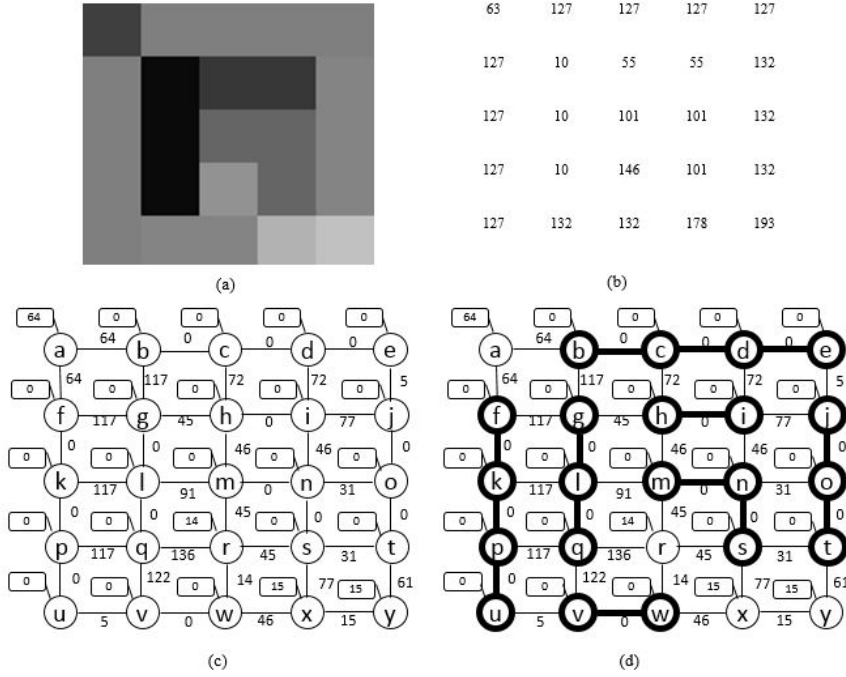 63 127 127 127 127
127 10 55 55 132
127 10 101 101 132
127 10 146 101 132
127 132 132 178 193
(a)
(b)
64 0 0 0 0
64 0 0 0
a b c d e
64 117 72 72 5
0 0 0 0 0
f g h i j
117 45 0 77
0 0 46 46 0
0 0 0 0 0
k l m n o
117 91 0 31
0 0 45 0 0
0 0 14 0 0
p q r s t
117 136 45 31
0 122 14 77 61
0 0 0 15 15
u v w x y
5 0 46 15
(c)
64 0 0 0 0
64 0 0 0
a b c d e
64 117 72 72 5
0 0 0 0 0
f g h i j
117 45 0 77
0 0 46 46 0
0 0 0 0 0
k l m n o
117 91 0 31
0 0 45 0 0
0 0 14 0 0
p q r s t
117 136 45 31
0 122 14 77 61
0 0 0 15 15
u v w x y
5 0 46 15
(d)